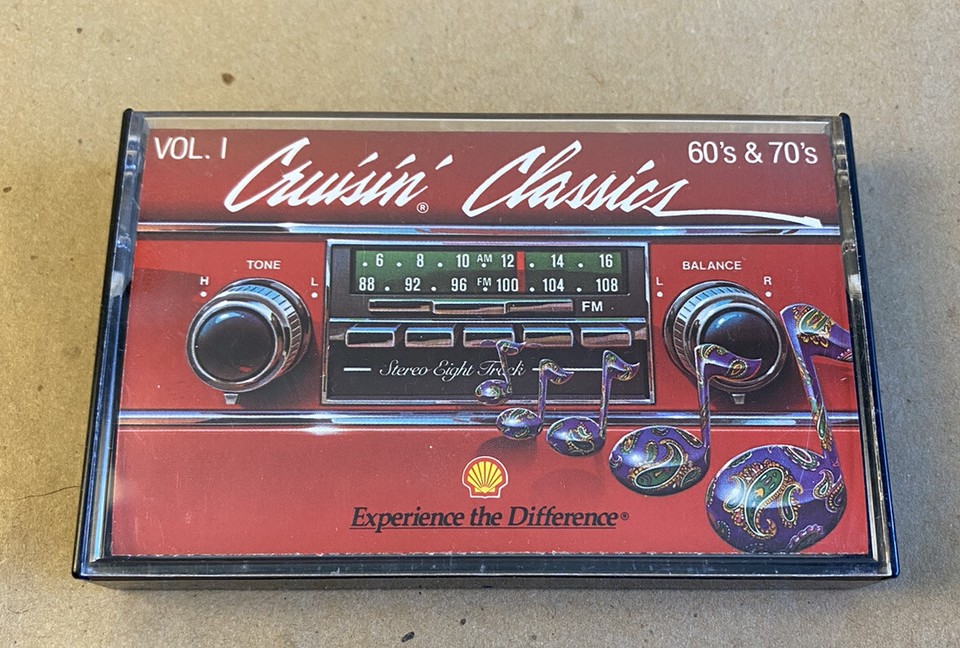 VOL. I
Cruisin'® Classics
60's & 70's
TONE
H
L
BALANCE
L
R
. 6 . 8 . 10 AM 12 . 14 . 16
88 . 92 . 96 FM 100 . 104 . 108
FM
Stereo Eight Track
Experience the Difference®